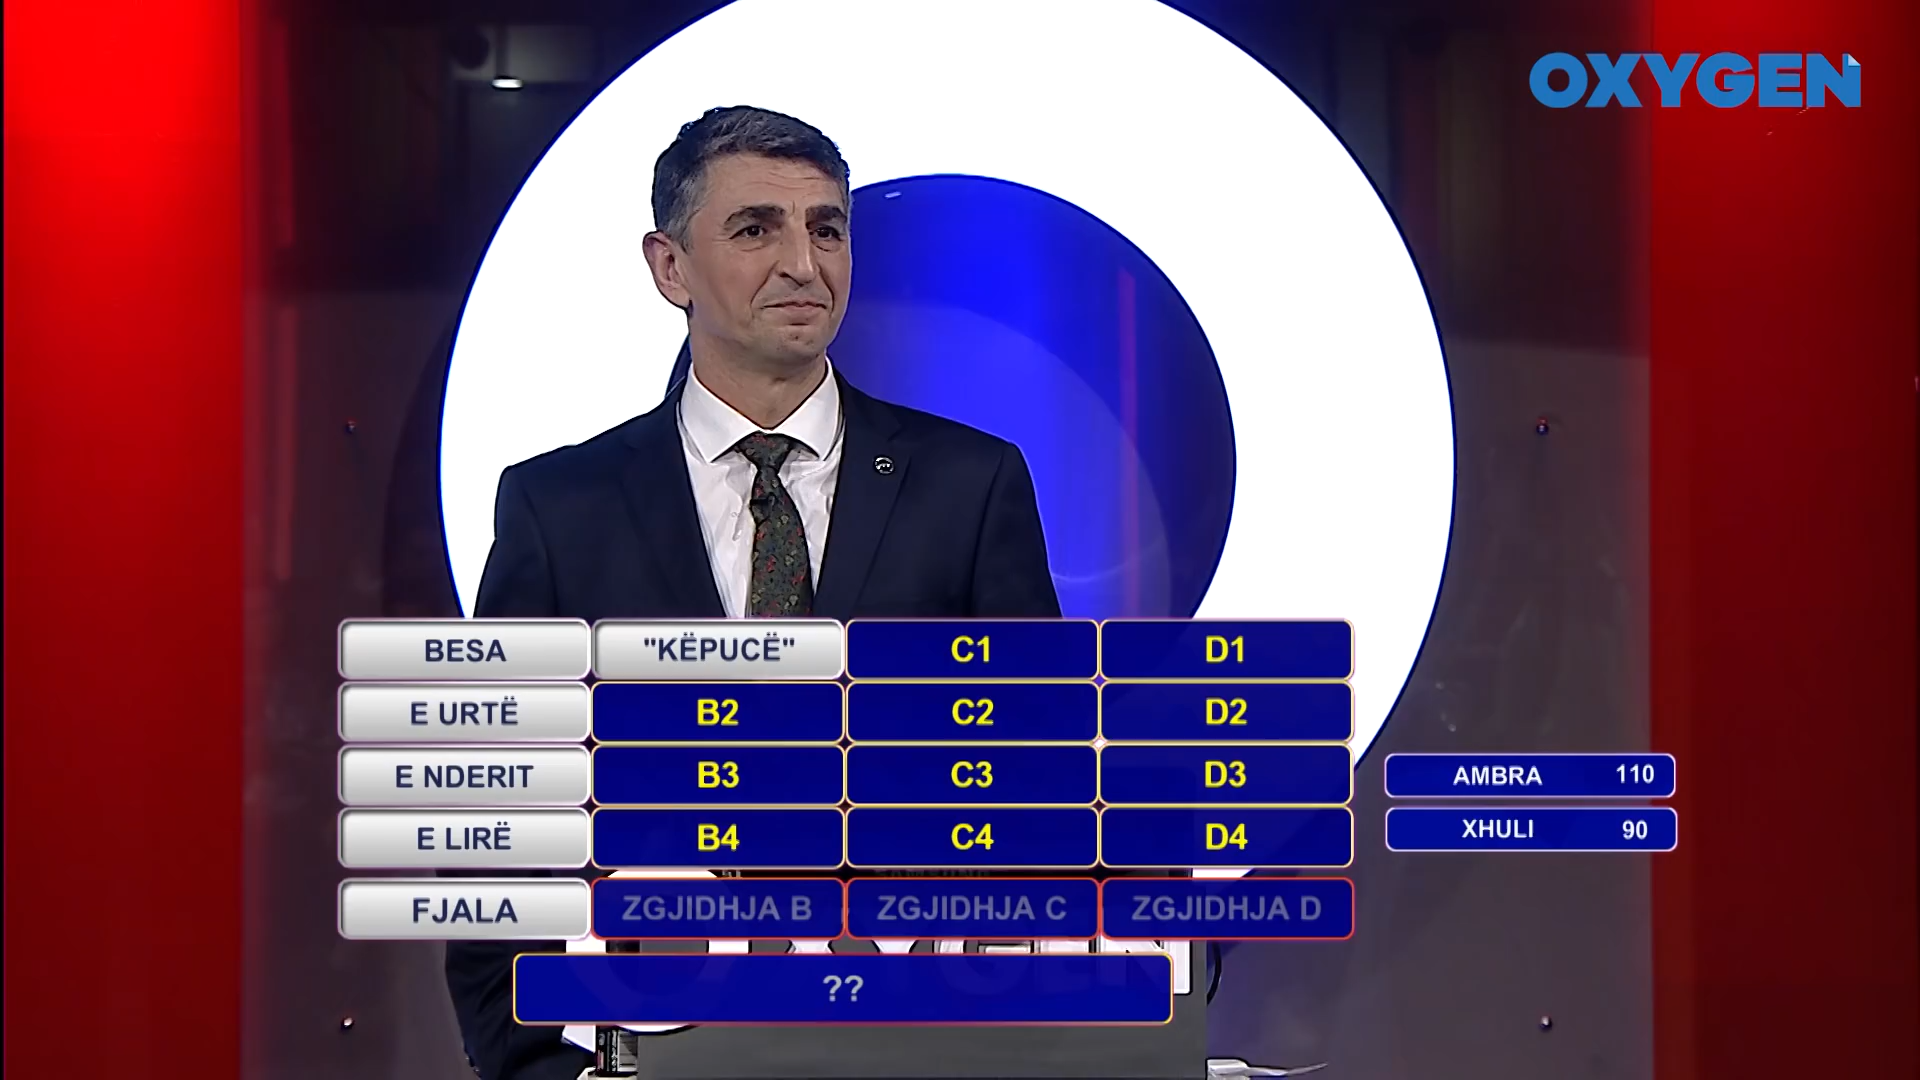 OXYGEN
BESA "KËPUCË" C1 D1
E URTË B2 C2 D2
E NDERIT B3 C3 D3
AMBRA 110
E LIRË B4 C4 D4
XHULI 90
FJALA ZGJIDHJA B ZGJIDHJA C ZGJIDHJA D
??